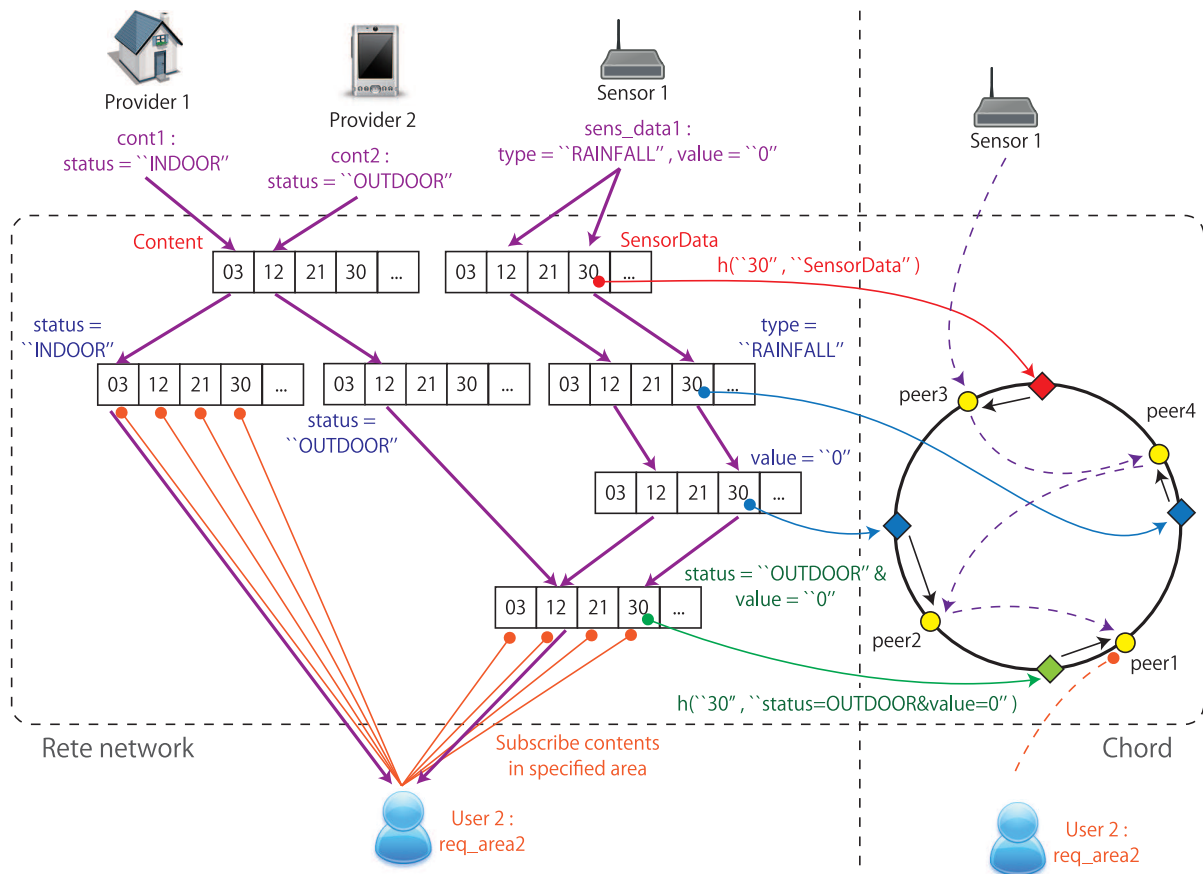 Provider 1
Provider 2
Sensor 1
Sensor 1
cont1 :
status = ``INDOOR''
cont2 :
status = ``OUTDOOR''
sens_data1 :
type = ``RAINFALL'' , value = ``0''
Content
SensorData
03 12 21 30 ...
03 12 21 30 ...
h(``30'' , ``SensorData'' )
status =
``INDOOR''
type =
``RAINFALL''
03 12 21 30 ...
03 12 21 30 ...
03 12 21 30 ...
status =
``OUTDOOR''
value = ``0''
03 12 21 30 ...
status = ``OUTDOOR'' &
value = ``0''
03 12 21 30 ...
peer3
peer4
peer2
peer1
h(``30'' , ``status=OUTDOOR&value=0'' )
Rete network
Subscribe contents
in specified area
Chord
User 2 :
req_area2
User 2 :
req_area2